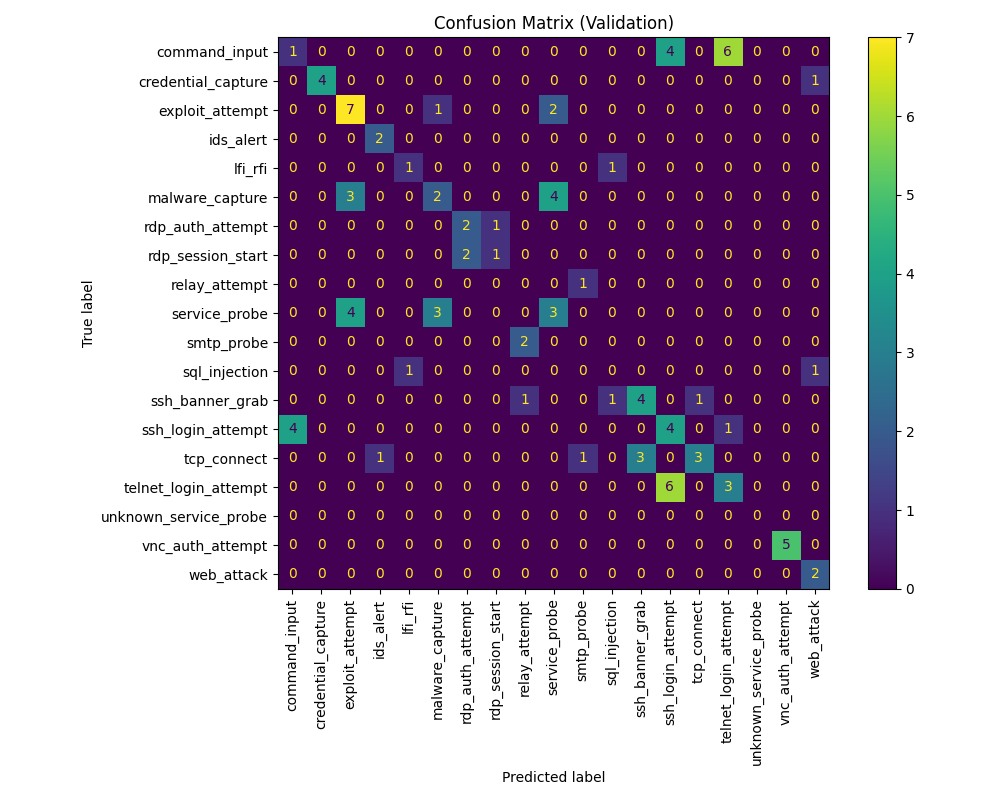 Confusion Matrix (Validation)
True label
command_input 1 0 0 0 0 0 0 0 0 0 0 0 0 4 0 6 0 0 0
credential_capture 0 4 0 0 0 0 0 0 0 0 0 0 0 0 0 0 0 0 1
exploit_attempt 0 0 7 0 0 1 0 0 0 2 0 0 0 0 0 0 0 0 0
ids_alert 0 0 0 2 0 0 0 0 0 0 0 0 0 0 0 0 0 0 0
lfi_rfi 0 0 0 0 1 0 0 0 0 0 0 1 0 0 0 0 0 0 0
malware_capture 0 0 3 0 0 2 0 0 0 4 0 0 0 0 0 0 0 0 0
rdp_auth_attempt 0 0 0 0 0 0 2 1 0 0 0 0 0 0 0 0 0 0 0
rdp_session_start 0 0 0 0 0 0 2 1 0 0 0 0 0 0 0 0 0 0 0
relay_attempt 0 0 0 0 0 0 0 0 0 0 1 0 0 0 0 0 0 0 0
service_probe 0 0 4 0 0 3 0 0 0 3 0 0 0 0 0 0 0 0 0
smtp_probe 0 0 0 0 0 0 0 0 2 0 0 0 0 0 0 0 0 0 0
sql_injection 0 0 0 0 1 0 0 0 0 0 0 0 0 0 0 0 0 0 1
ssh_banner_grab 0 0 0 0 0 0 0 0 1 0 0 1 4 0 1 0 0 0 0
ssh_login_attempt 4 0 0 0 0 0 0 0 0 0 0 0 0 4 0 1 0 0 0
tcp_connect 0 0 0 1 0 0 0 0 0 0 1 0 3 0 3 0 0 0 0
telnet_login_attempt 0 0 0 0 0 0 0 0 0 0 0 0 0 6 0 3 0 0 0
unknown_service_probe 0 0 0 0 0 0 0 0 0 0 0 0 0 0 0 0 0 0 0
vnc_auth_attempt 0 0 0 0 0 0 0 0 0 0 0 0 0 0 0 0 0 5 0
web_attack 0 0 0 0 0 0 0 0 0 0 0 0 0 0 0 0 0 0 2
command_input
credential_capture
exploit_attempt
ids_alert
lfi_rfi
malware_capture
rdp_auth_attempt
rdp_session_start
relay_attempt
service_probe
smtp_probe
sql_injection
ssh_banner_grab
ssh_login_attempt
tcp_connect
telnet_login_attempt
unknown_service_probe
vnc_auth_attempt
web_attack
Predicted label
7
6
5
4
3
2
1
0